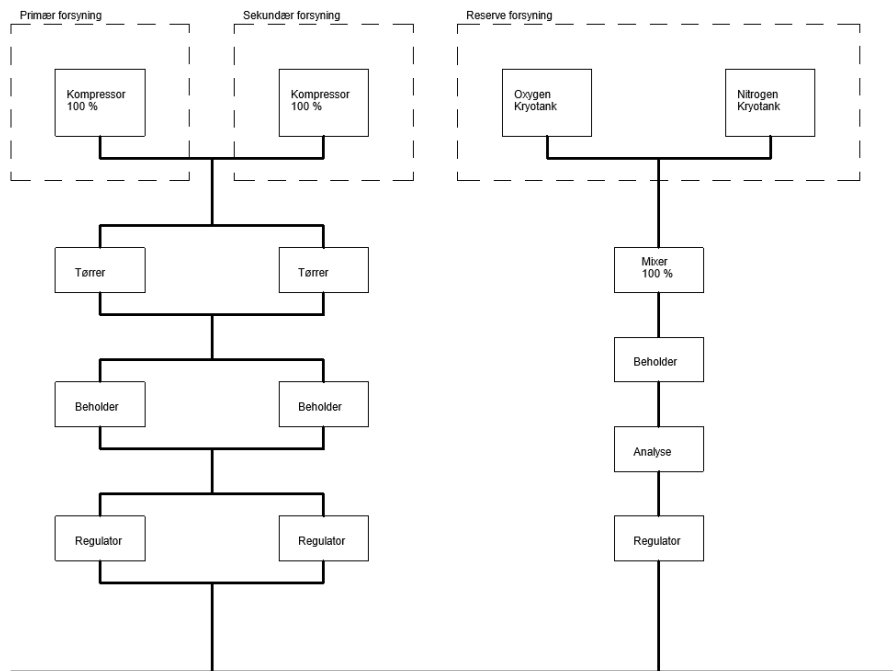 Primær forsyning
Sekundær forsyning
Reserve forsyning
Kompressor
100 %
Kompressor
100 %
Oxygen
Kryotank
Nitrogen
Kryotank
Tørrer
Tørrer
Mixer
100 %
Beholder
Beholder
Beholder
Analyse
Regulator
Regulator
Regulator